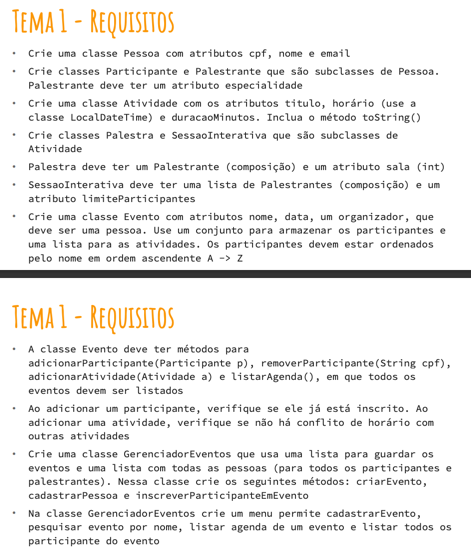 Tema 1 - Requisitos
• Crie uma classe Pessoa com atributos cpf, nome e email
• Crie classes Participante e Palestrante que são subclasses de Pessoa.
Palestrante deve ter um atributo especialidade
• Crie uma classe Atividade com os atributos titulo, horário (use a
classe LocalDateTime) e duracaoMinutos. Inclua o método toString()
• Crie classes Palestra e SessaoInterativa que são subclasses de
Atividade
• Palestra deve ter um Palestrante (composição) e um atributo sala (int)
• SessaoInterativa deve ter uma lista de Palestrantes (composição) e um
atributo limiteParticipantes
• Crie uma classe Evento com atributos nome, data, um organizador, que
deve ser uma pessoa. Use um conjunto para armazenar os participantes e
uma lista para as atividades. Os participantes devem estar ordenados
pelo nome em ordem ascendente A -> Z
Tema 1 - Requisitos
• A classe Evento deve ter métodos para
adicionarParticipante(Participante p), removerParticipante(String cpf),
adicionarAtividade(Atividade a) e listarAgenda(), em que todos os
eventos devem ser listados
• Ao adicionar um participante, verifique se ele já está inscrito. Ao
adicionar uma atividade, verifique se não há conflito de horário com
outras atividades
• Crie uma classe GerenciadorEventos que usa uma lista para guardar os
eventos e uma lista com todas as pessoas (para todos os participantes e
palestrantes). Nessa classe crie os seguintes métodos: criarEvento,
cadastrarPessoa e inscreverParticipanteEmEvento
• Na classe GerenciadorEventos crie um menu permite cadastrarEvento,
pesquisar evento por nome, listar agenda de um evento e listar todos os
participante do evento